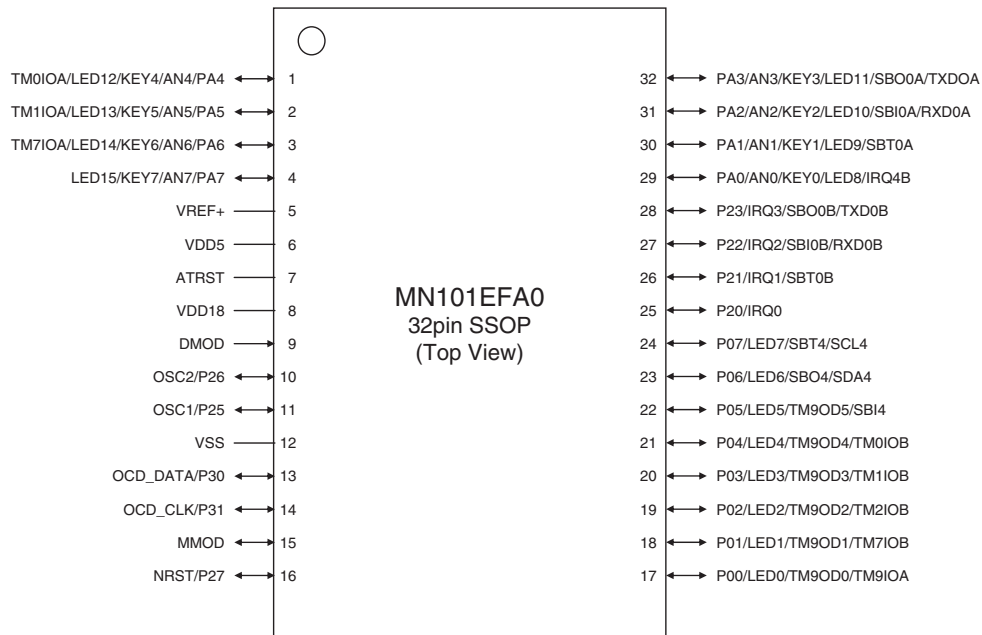 TM0IOA/LED12/KEY4/AN4/PA4 1
TM1IOA/LED13/KEY5/AN5/PA5 2
TM7IOA/LED14/KEY6/AN6/PA6 3
LED15/KEY7/AN7/PA7 4
VREF+ 5
VDD5 6
ATRST 7
VDD18 8
DMOD 9
OSC2/P26 10
OSC1/P25 11
VSS 12
OCD_DATA/P30 13
OCD_CLK/P31 14
MMOD 15
NRST/P27 16
MN101EFA0
32pin SSOP
(Top View)
32 PA3/AN3/KEY3/LED11/SBO0A/TXDOA
31 PA2/AN2/KEY2/LED10/SBI0A/RXD0A
30 PA1/AN1/KEY1/LED9/SBT0A
29 PA0/AN0/KEY0/LED8/IRQ4B
28 P23/IRQ3/SBO0B/TXD0B
27 P22/IRQ2/SBI0B/RXD0B
26 P21/IRQ1/SBT0B
25 P20/IRQ0
24 P07/LED7/SBT4/SCL4
23 P06/LED6/SBO4/SDA4
22 P05/LED5/TM9OD5/SBI4
21 P04/LED4/TM9OD4/TM0IOB
20 P03/LED3/TM9OD3/TM1IOB
19 P02/LED2/TM9OD2/TM2IOB
18 P01/LED1/TM9OD1/TM7IOB
17 P00/LED0/TM9OD0/TM9IOA